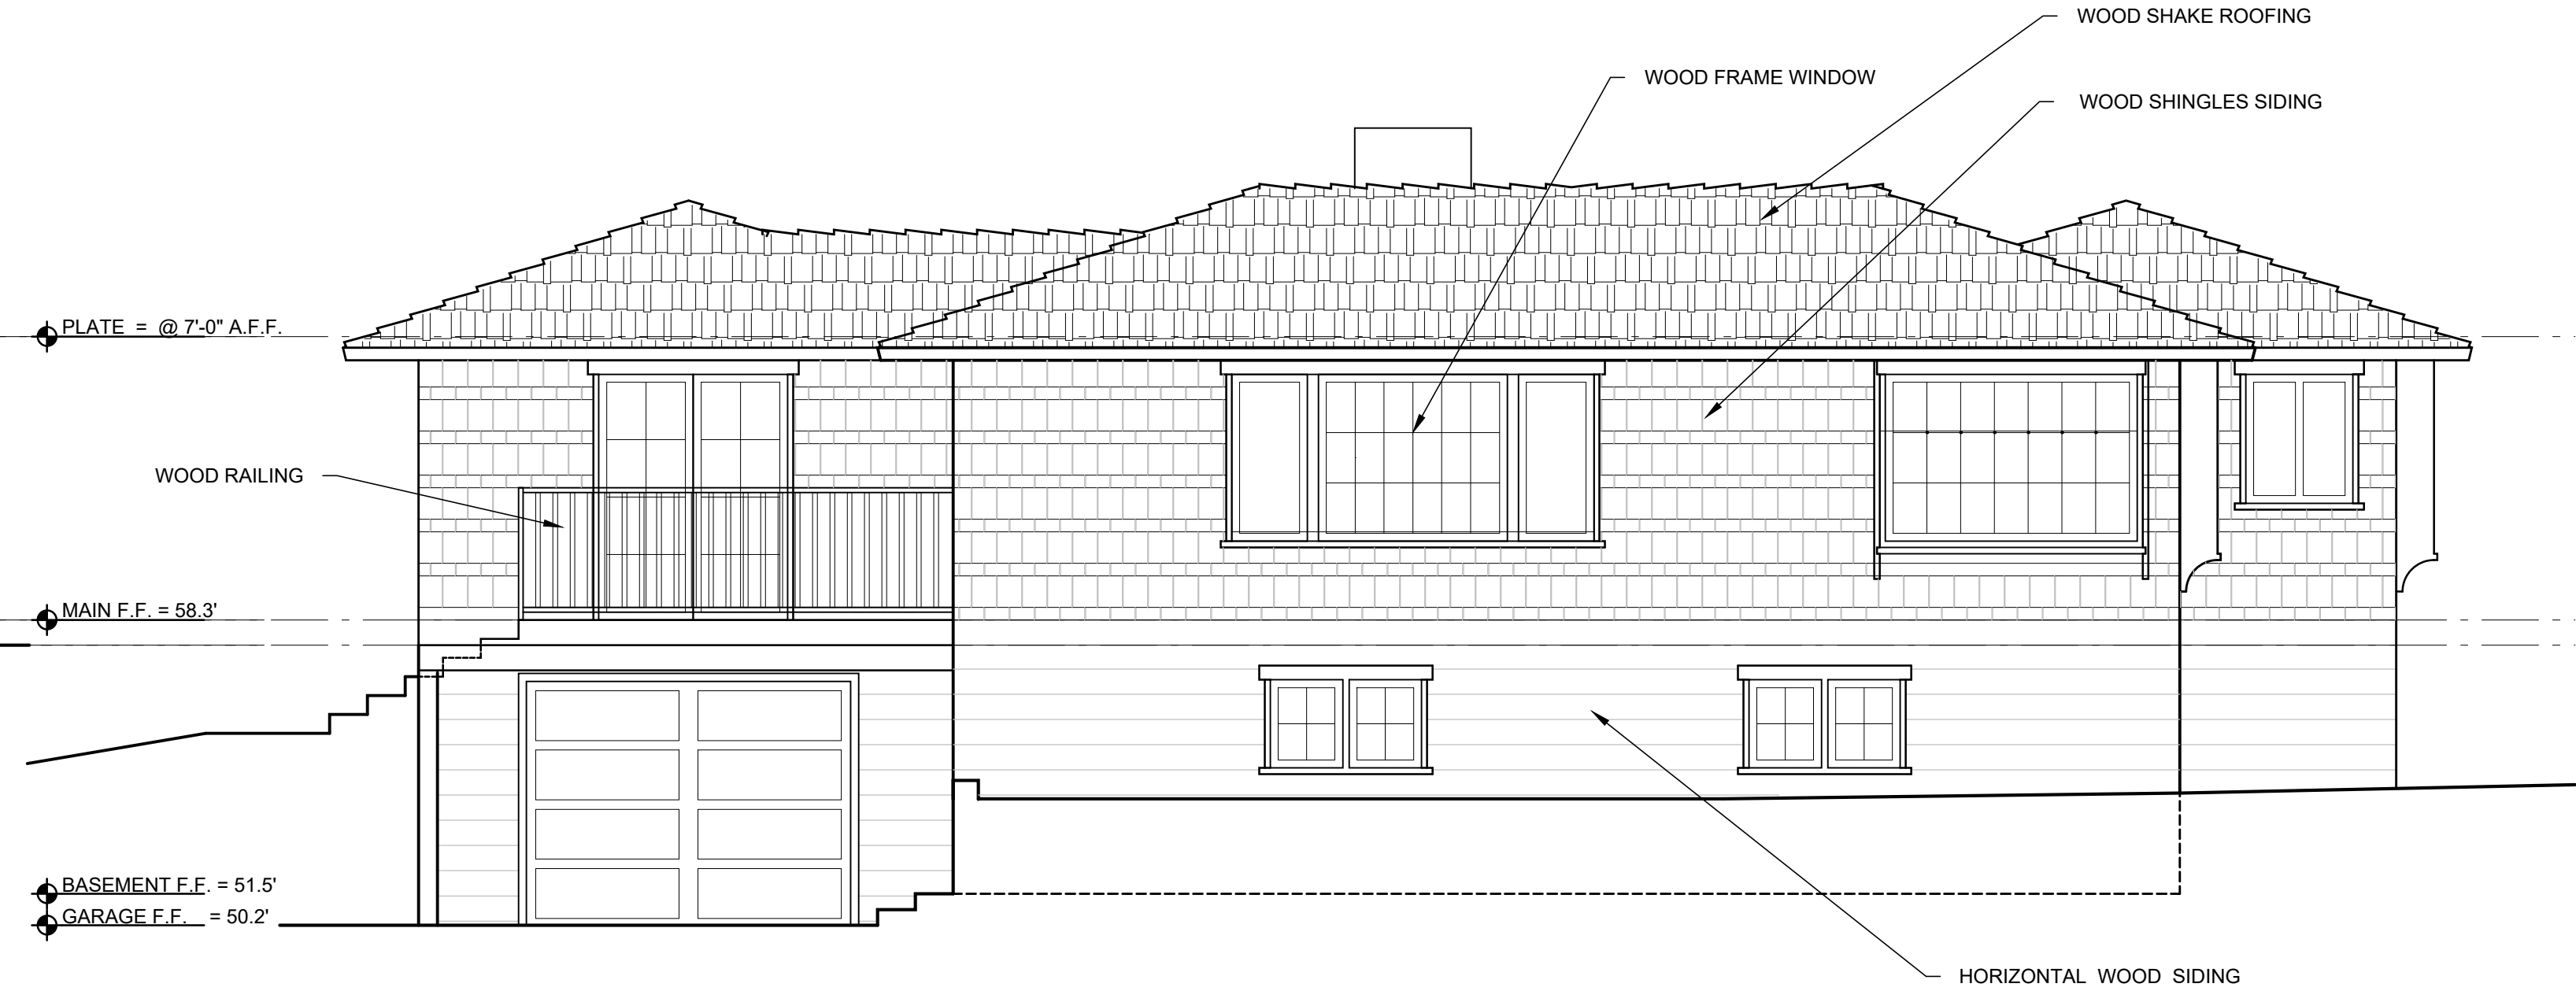 WOOD SHAKE ROOFING
WOOD FRAME WINDOW
WOOD SHINGLES SIDING
PLATE = @ 7'-0" A.F.F.
WOOD RAILING
MAIN F.F. = 58.3'
BASEMENT F.F. = 51.5'
GARAGE F.F. = 50.2'
HORIZONTAL WOOD SIDING